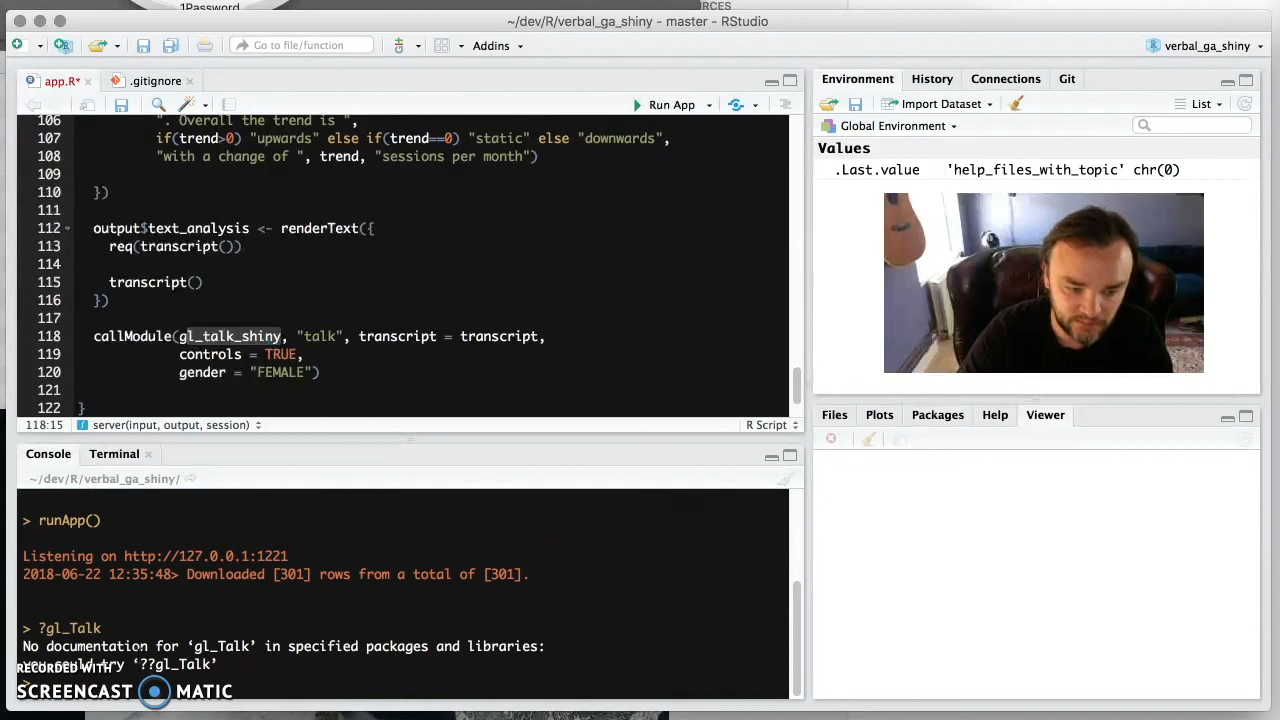 1Password
RCES
~/dev/R/verbal_ga_shiny - master - RStudio
Go to file/function
Addins
verbal_ga_shiny
app.R*
.gitignore
Run App
106 ". Overall the trend is ",
107 if(trend>0) "upwards" else if(trend==0) "static" else "downwards",
108 "with a change of ", trend, "sessions per month")
109
110 })
111
112 output$text_analysis <- renderText({
113 req(transcript())
114
115 transcript()
116 })
117
118 callModule(gl_talk_shiny, "talk", transcript = transcript,
119 controls = TRUE,
120 gender = "FEMALE")
121
122 }
118:15 server(input, output, session) R Script
Console Terminal
~/dev/R/verbal_ga_shiny/
> runApp()
Listening on http://127.0.0.1:1221
2018-06-22 12:35:48> Downloaded [301] rows from a total of [301].
> ?gl_Talk
No documentation for ‘gl_Talk’ in specified packages and libraries:
you could try ‘??gl_Talk’
>
RECORDED WITH
SCREENCAST MATIC
Environment History Connections Git
Import Dataset List
Global Environment
Values
.Last.value 'help_files_with_topic' chr(0)
Files Plots Packages Help Viewer